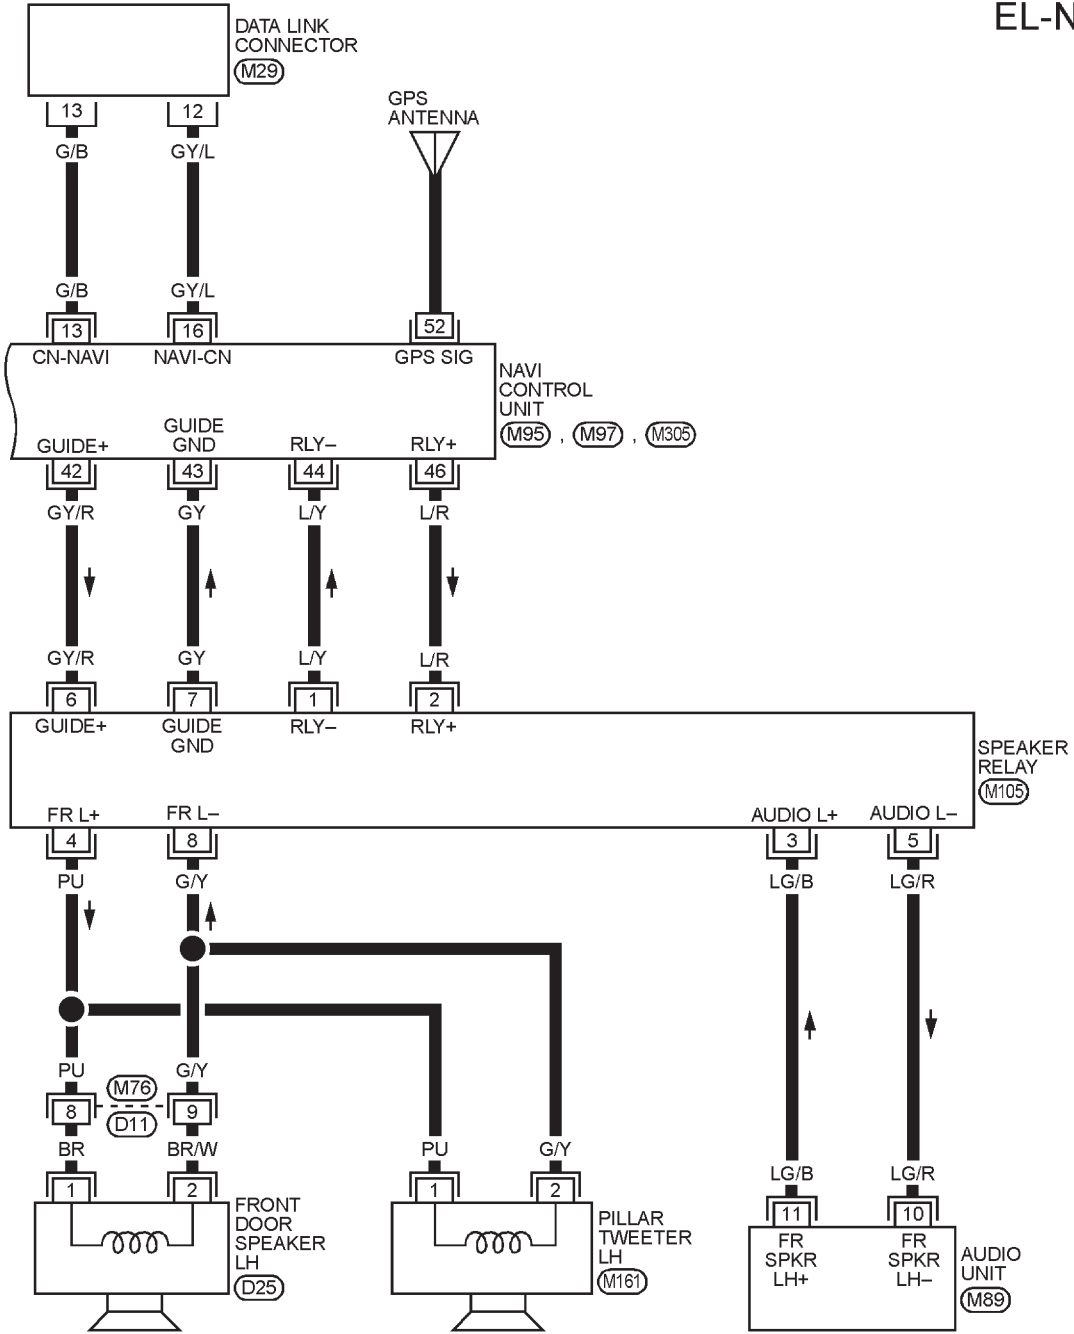 EL-N
DATA LINK
CONNECTOR
M29
13 12
GPS
ANTENNA
G/B GY/L
G/B GY/L
13 16 52
CN-NAVI NAVI-CN GPS SIG
NAVI
CONTROL
UNIT
M95 , M97 , M305
GUIDE+ GUIDE GND RLY– RLY+
42 43 44 46
GY/R GY L/Y L/R
GY/R GY L/Y L/R
6 7 1 2
GUIDE+ GUIDE RLY– RLY+
GND
SPEAKER
RELAY
M105
FR L+ FR L– AUDIO L+ AUDIO L–
4 8 3 5
PU G/Y LG/B LG/R
PU G/Y
M76
8 9
D11
BR BR/W PU G/Y
LG/B LG/R
1 2 1 2
11 10
FRONT
DOOR
SPEAKER
LH
D25
PILLAR
TWEETER
LH
M161
FR FR
SPKR SPKR
LH+ LH–
AUDIO
UNIT
M89